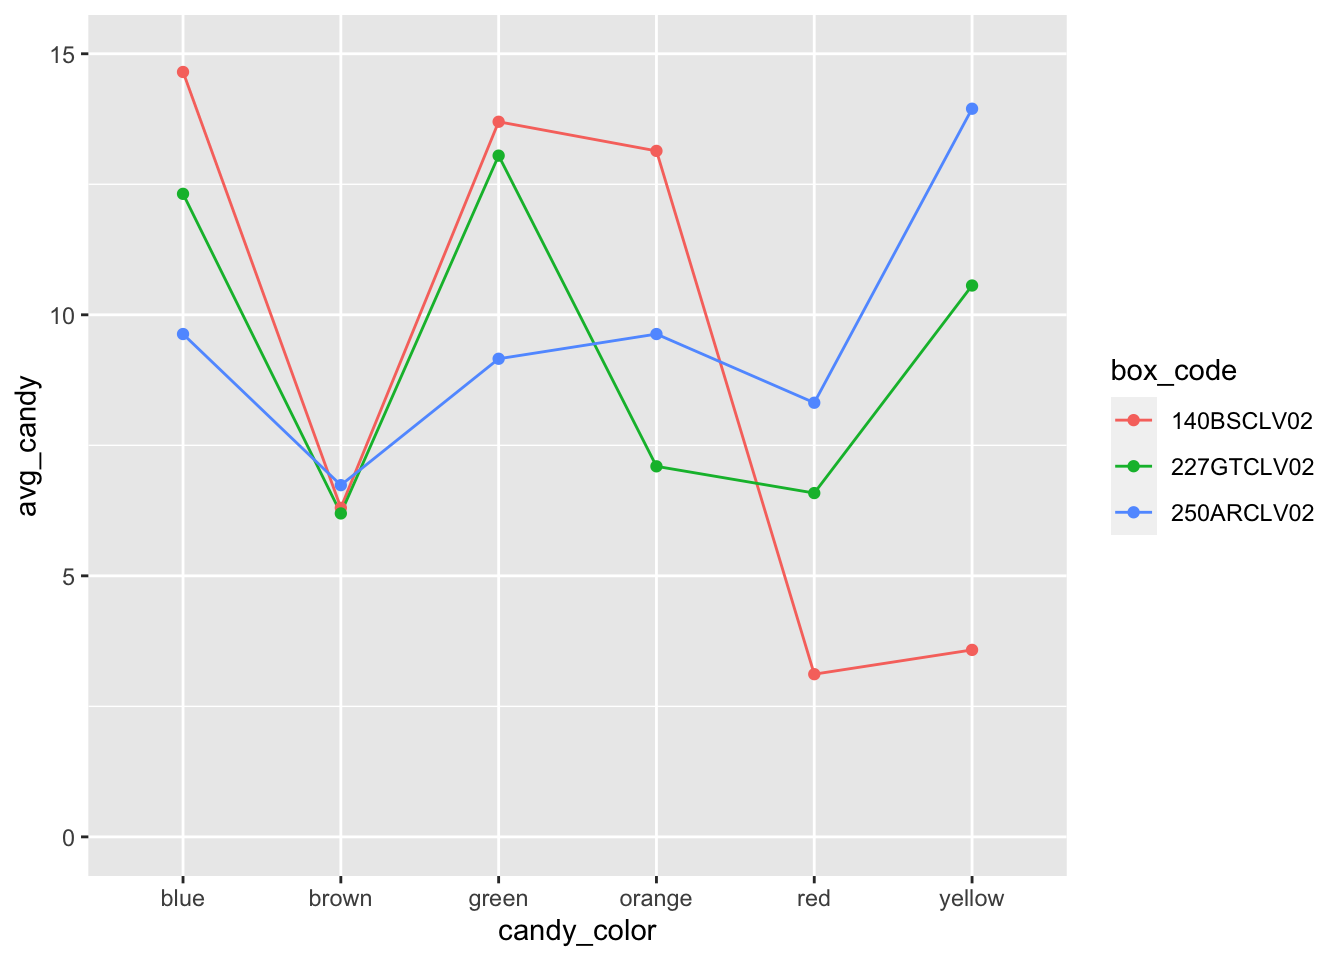 15
10
5
0
avg_candy
blue brown green orange red yellow
candy_color
box_code
140BSCLV02
227GTCLV02
250ARCLV02